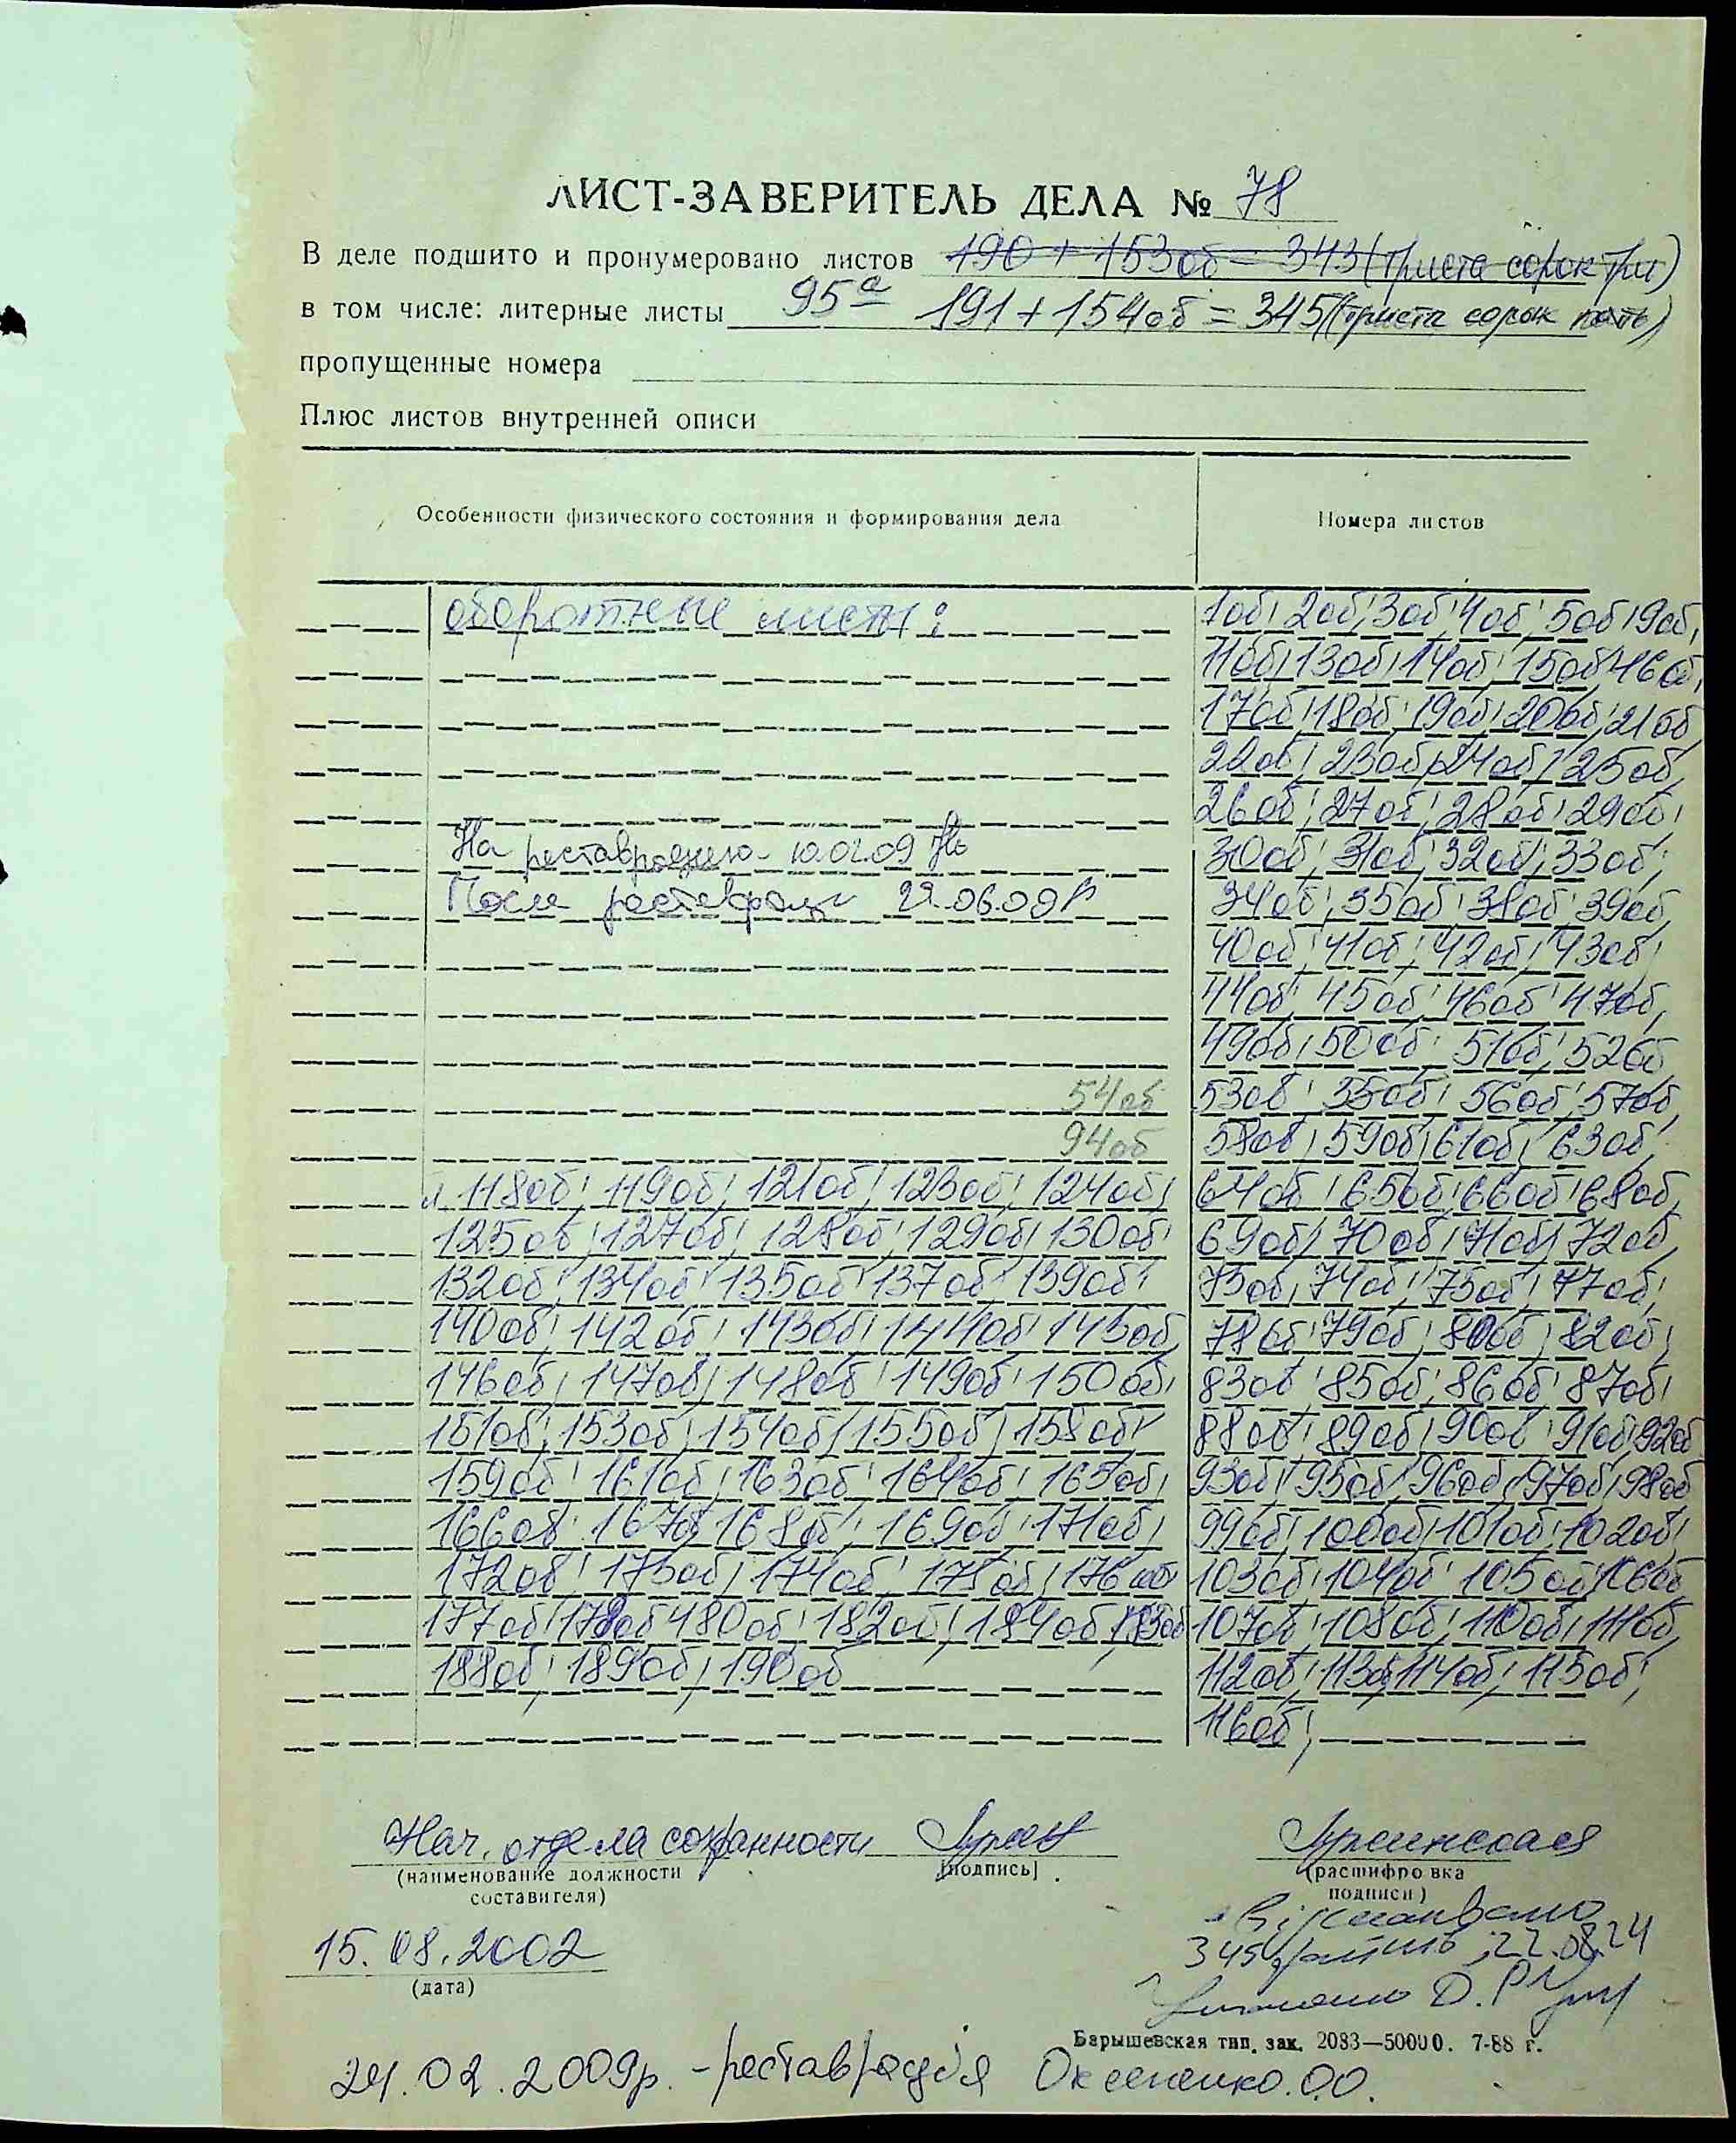 ЛИСТ-ЗАВЕРИТЕЛЬ ДЕЛА № 78
В деле подшито и пронумеровано листов 190 + 153об = 343 (триста сорок три)
в том числе: литерные листы 95а 191 + 154об = 345 (триста сорок пять)
пропущенные номера
Плюс листов внутренней описи
Особенности физического состояния и формирования дела
Номера листов
оборотные листы:
1об, 2об, 3об, 4об, 5об, 9об,
11об, 13об, 14об, 15об, 16об,
17об, 18об, 19об, 20об, 21об
22об, 23об, 24об, 25об,
26об, 27об, 28об, 29об,
На реставрацию 10.02.09
30об, 31об, 32об, 33об,
После реставрации 22.06.09
34об, 35об, 38об, 39об,
40об, 41об, 42об, 43об,
44об, 45об, 46об, 47об,
49об, 50об, 51об, 52об
54об
53об, 55об, 56об, 57об,
94об
58об, 59об, 61об, 63об,
64об, 65об, 66об, 68об,
69об, 70об, 71об, 72об,
73об, 74об, 75об, 77об,
78об, 79об, 80об, 82об,
83об, 85об, 86об, 87об,
88об, 89об, 90об, 91об, 92об
93об, 95об, 96об, 97об, 98об
99об, 100об, 101об, 102об,
103об, 104об, 105об, 106об,
107об, 108об, 110об, 111об,
112об, 113об, 114об, 115об,
116об,
л. 118об, 119об, 121об, 123об, 124об,
125об, 127об, 128об, 129об, 130об,
132об, 134об, 135об, 137об, 139об,
140об, 142об, 143об, 144об, 145об,
146об, 147об, 148об, 149об, 150об,
151об, 153об, 154об, 155об, 158об,
159об, 161об, 163об, 164об, 165об,
166об, 167об, 168об, 169об, 171об,
172об, 173об, 174об, 175об, 176об
177об, 178об, 180об, 182об, 184об, 185об
188об, 189об, 190об
Нач. отдела сохранности
(наименование должности
составителя)
(подпись)
(расшифровка
подписи)
15.08.2002
(дата)
Відскановано
345 22.08.24
Д. Р.
Барышевская тип. зак. 2083—50000. 7-88 г.
24.02.2009р. - реставрація Оксененко О.О.